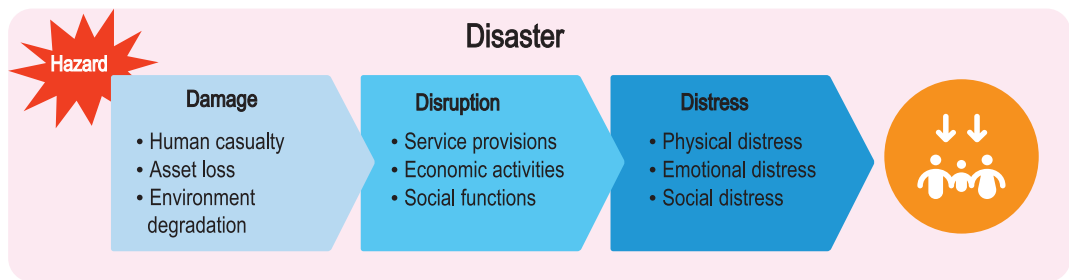 Disaster
Hazard
Damage
• Human casualty
• Asset loss
• Environment
degradation
Disruption
• Service provisions
• Economic activities
• Social functions
Distress
• Physical distress
• Emotional distress
• Social distress